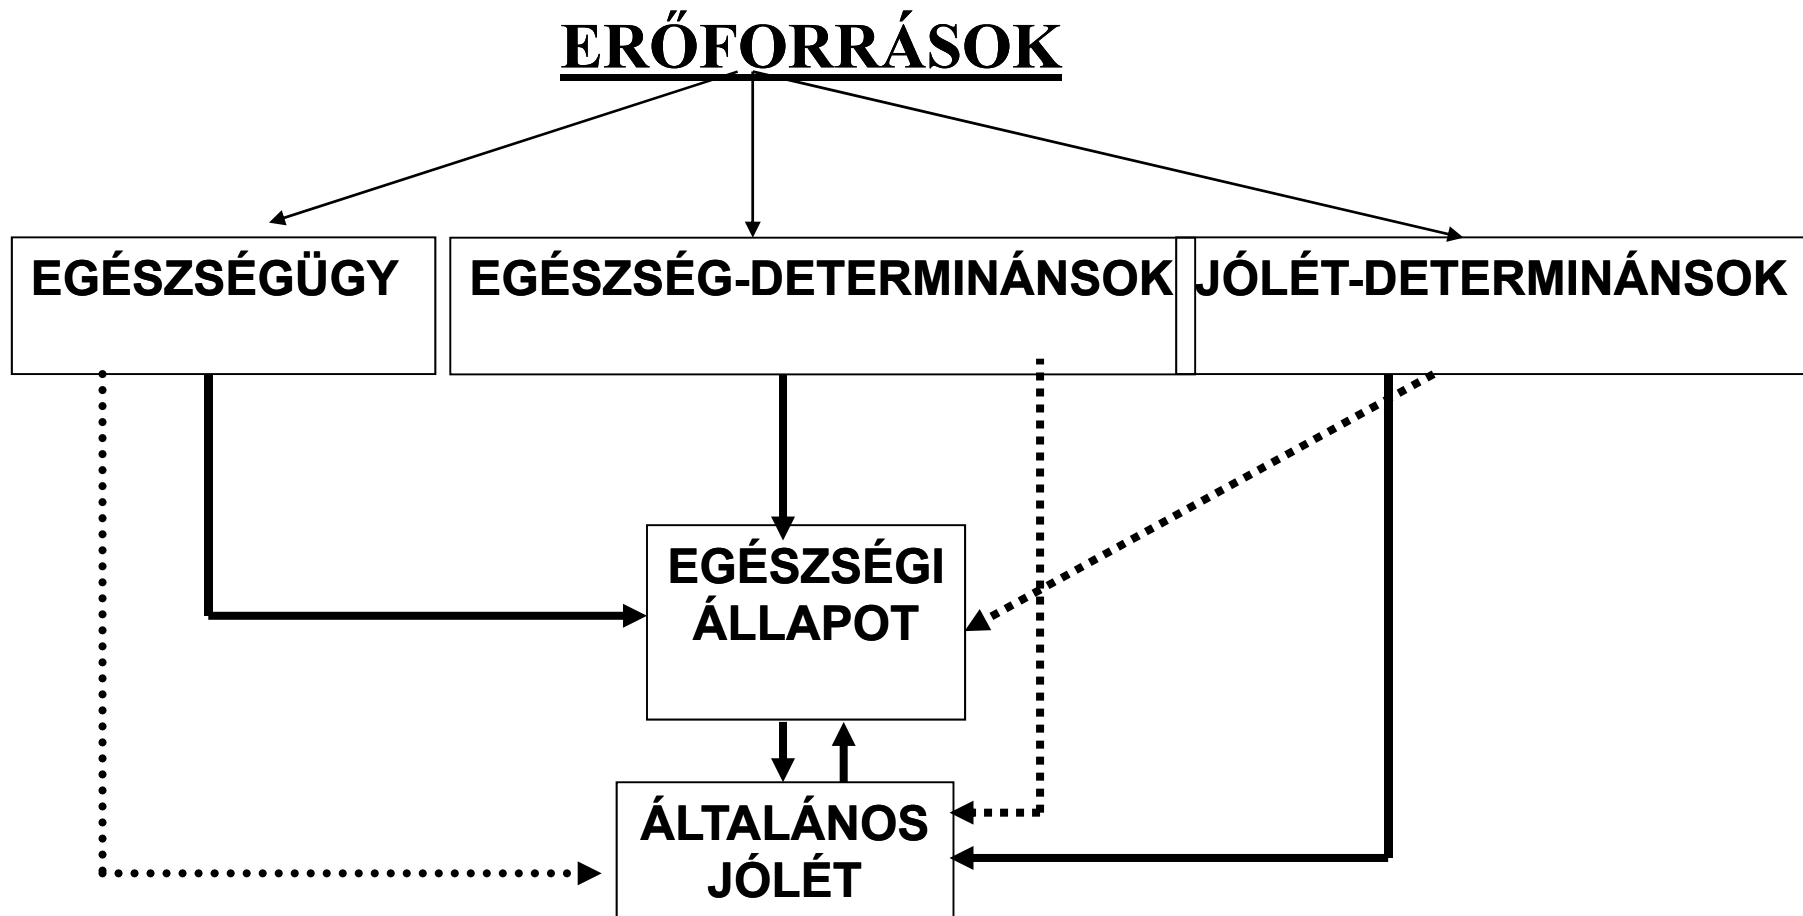 ERŐFORRÁSOK
EGÉSZSÉGÜGY
EGÉSZSÉG-DETERMINÁNSOK
JÓLÉT-DETERMINÁNSOK
EGÉSZSÉGI
ÁLLAPOT
ÁLTALÁNOS
JÓLÉT